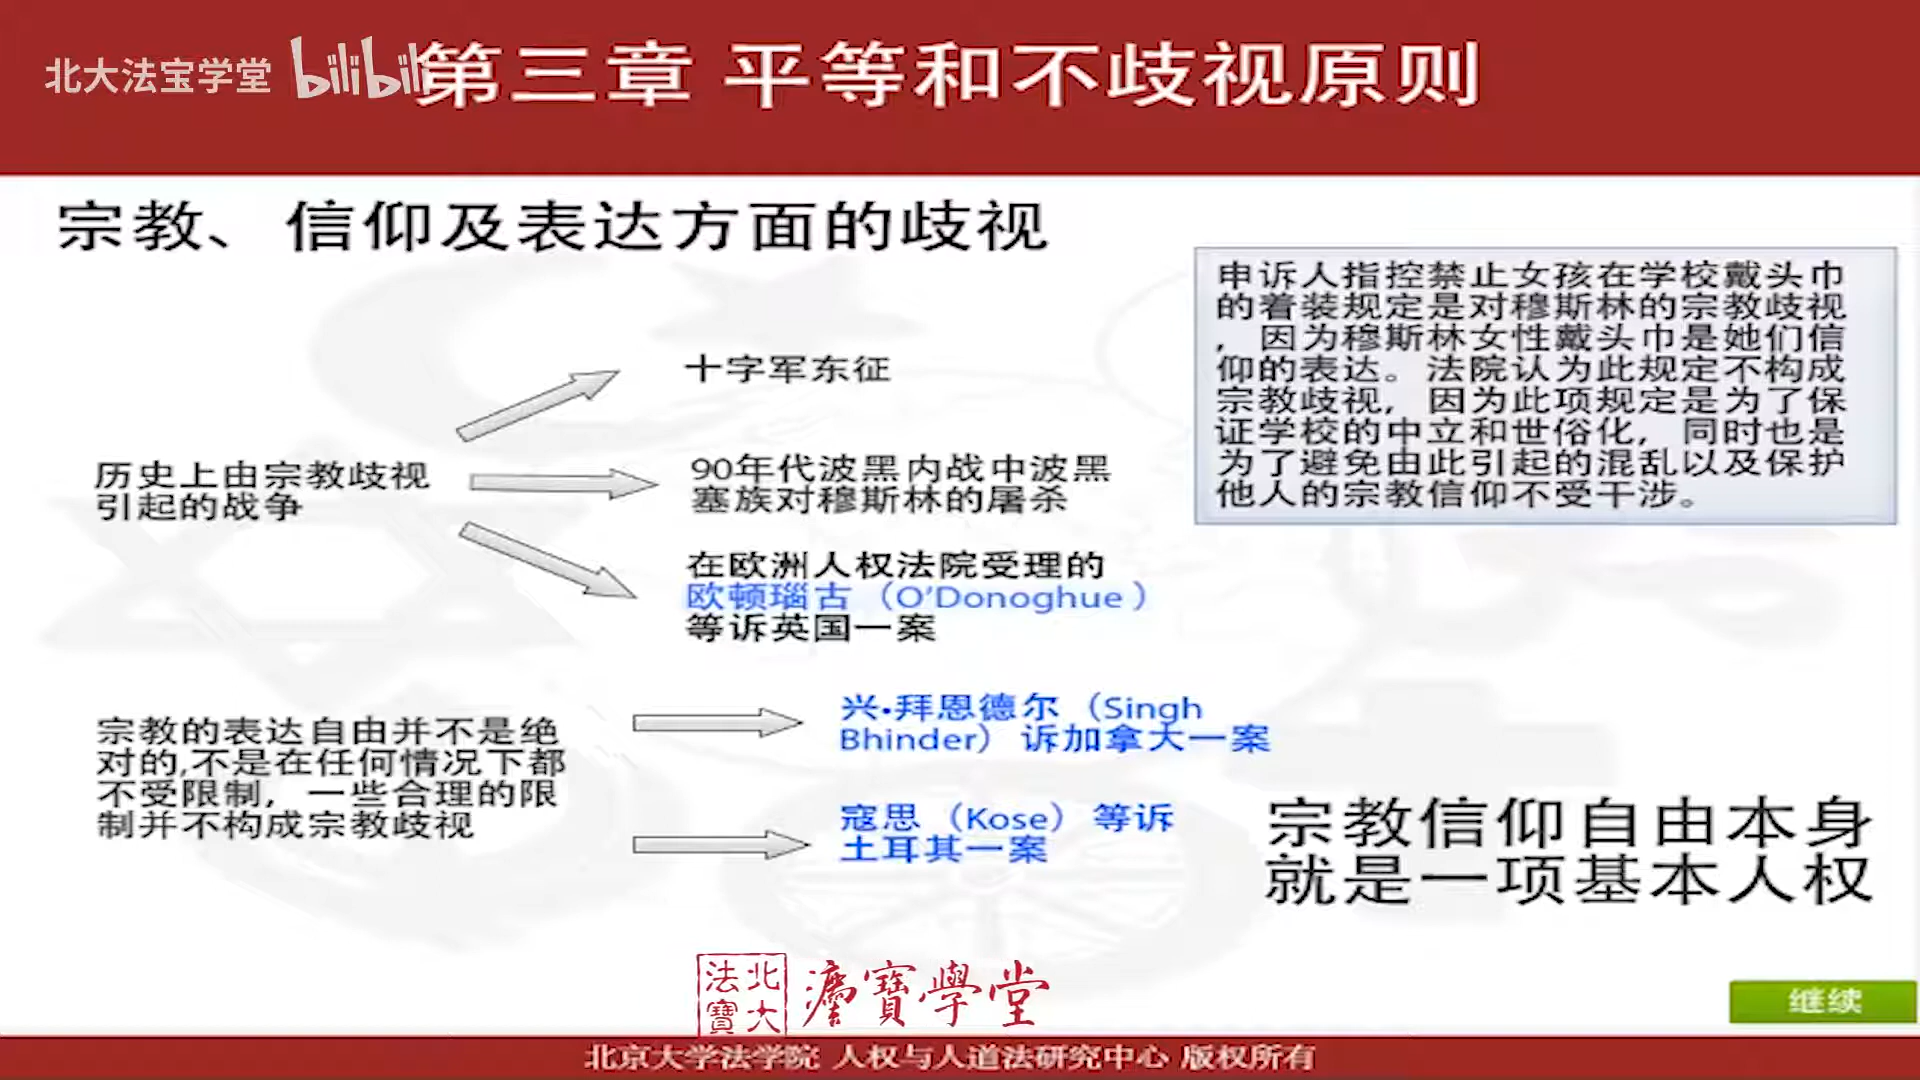 北大法宝学堂 bilibili
第三章 平等和不歧视原则
宗教、信仰及表达方面的歧视
历史上由宗教歧视
引起的战争
十字军东征
90年代波黑内战中波黑
塞族对穆斯林的屠杀
在欧洲人权法院受理的
欧顿瑙古（O'Donoghue）
等诉英国一案
申诉人指控禁止女孩在学校戴头巾
的着装规定是对穆斯林的宗教歧视
，因为穆斯林女性戴头巾是她们信
仰的表达。法院认为此规定不构成
宗教歧视，因为此项规定是为了保
证学校的中立和世俗化，同时也是
为了避免由此引起的混乱以及保护
他人的宗教信仰不受干涉。
宗教的表达自由并不是绝
对的,不是在任何情况下都
不受限制，一些合理的限
制并不构成宗教歧视
兴·拜恩德尔（Singh
Bhinder）诉加拿大一案
寇思（Kose）等诉
土耳其一案
宗教信仰自由本身
就是一项基本人权
北大法寶
灋寶學堂
继续
北京大学法学院 人权与人道法研究中心 版权所有